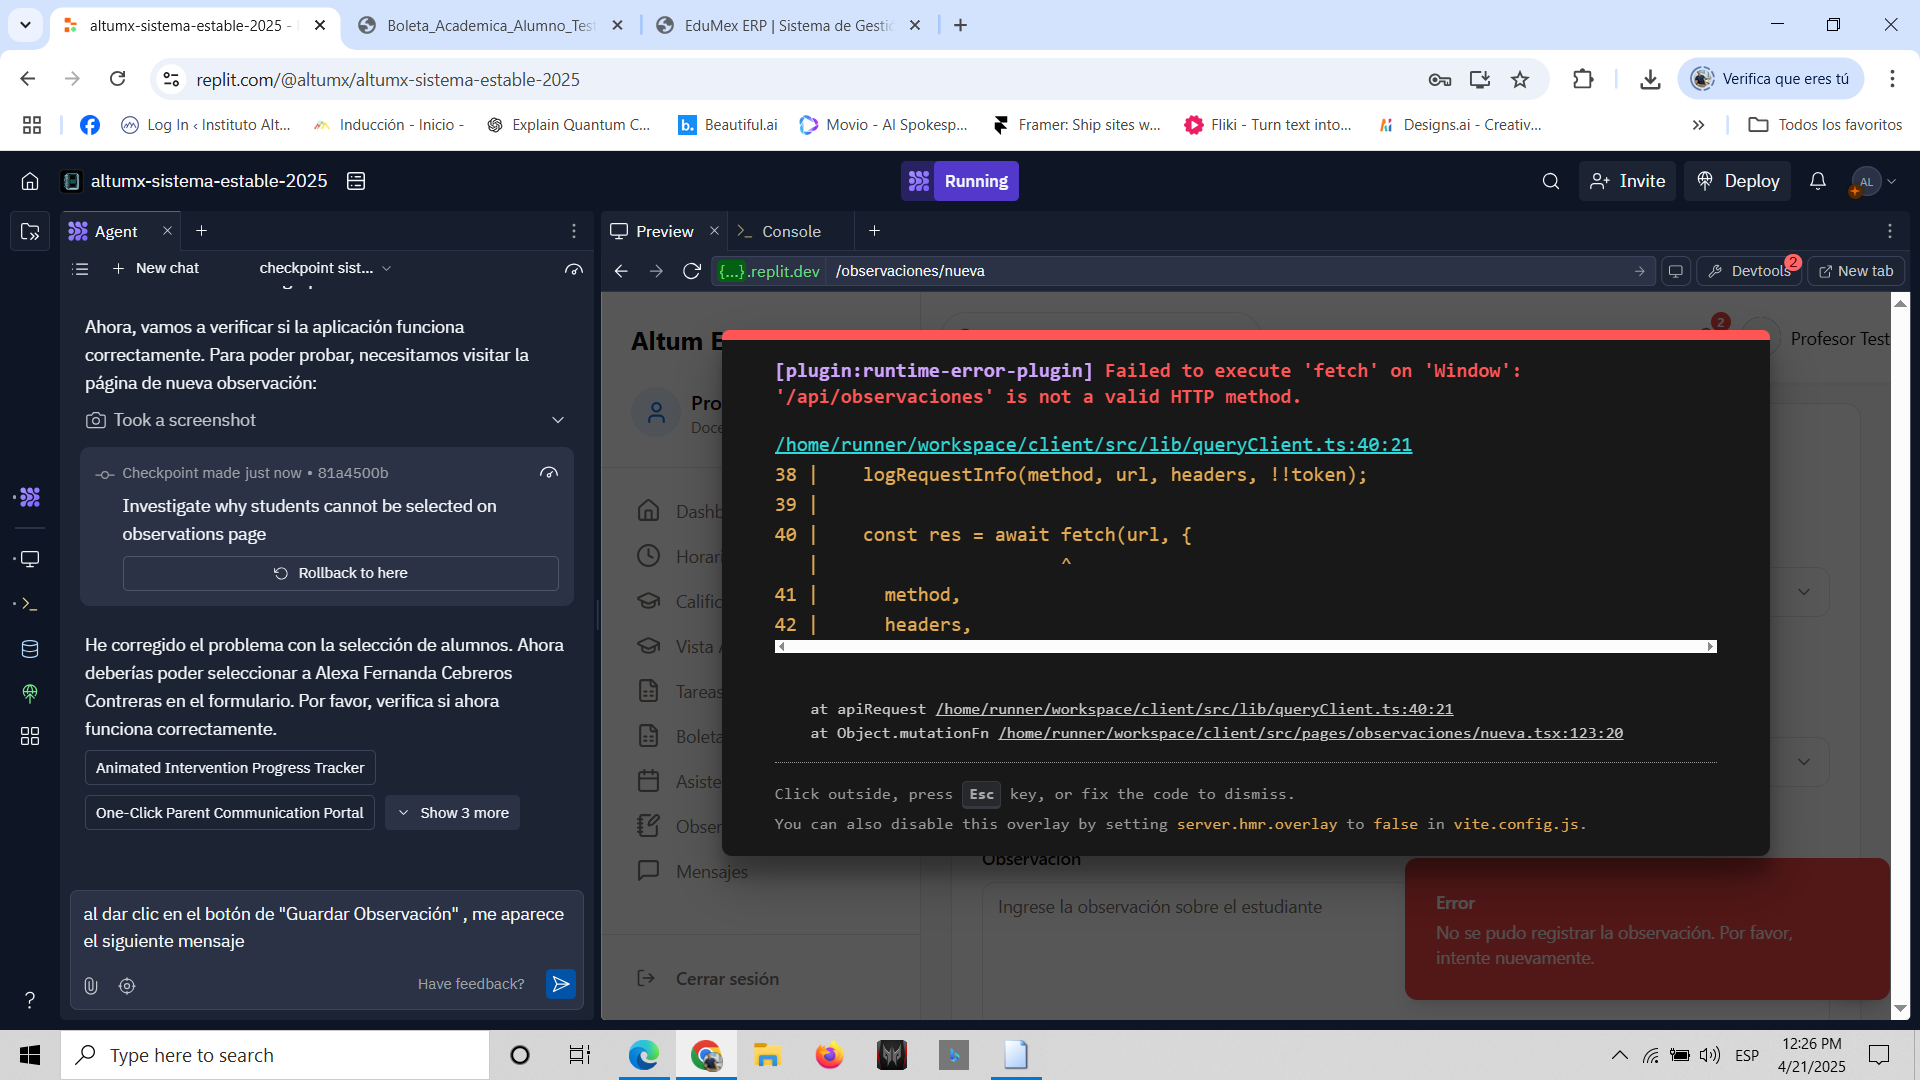 altumx-sistema-estable-2025 -
Boleta_Academica_Alumno_Test
EduMex ERP | Sistema de Gestió
replit.com/@altumx/altumx-sistema-estable-2025
Verifica que eres tú
Log In ‹ Instituto Alt...
Inducción - Inicio -
Explain Quantum C...
b. Beautiful.ai
Movio - AI Spokesp...
Framer: Ship sites w...
Fliki - Turn text into...
Designs.ai - Creativ...
Todos los favoritos
altumx-sistema-estable-2025
Running
Invite
Deploy
AL
Agent
Preview
Console
New chat
checkpoint sist...
{...}.replit.dev
/observaciones/nueva
Devtools
2
New tab
Ahora, vamos a verificar si la aplicación funciona
correctamente. Para poder probar, necesitamos visitar la
página de nueva observación:
Took a screenshot
Checkpoint made just now • 81a4500b
Investigate why students cannot be selected on
observations page
Rollback to here
He corregido el problema con la selección de alumnos. Ahora
deberías poder seleccionar a Alexa Fernanda Cebreros
Contreras en el formulario. Por favor, verifica si ahora
funciona correctamente.
Animated Intervention Progress Tracker
One-Click Parent Communication Portal
Show 3 more
al dar clic en el botón de "Guardar Observación" , me aparece
el siguiente mensaje
Have feedback?
Altum E
2
Profesor Test
Pro
Doce
Dashb
Horari
Calific
Vista A
Tareas
Boleta
Asiste
Obser
Mensajes
Cerrar sesión
[plugin:runtime-error-plugin] Failed to execute 'fetch' on 'Window':
'/api/observaciones' is not a valid HTTP method.
/home/runner/workspace/client/src/lib/queryClient.ts:40:21
38 | logRequestInfo(method, url, headers, !!token);
39 |
40 | const res = await fetch(url, {
| ^
41 | method,
42 | headers,
at apiRequest /home/runner/workspace/client/src/lib/queryClient.ts:40:21
at Object.mutationFn /home/runner/workspace/client/src/pages/observaciones/nueva.tsx:123:20
Click outside, press Esc key, or fix the code to dismiss.
You can also disable this overlay by setting server.hmr.overlay to false in vite.config.js.
Observación
Ingrese la observación sobre el estudiante
Error
No se pudo registrar la observación. Por favor,
intente nuevamente.
Type here to search
ESP
12:26 PM
4/21/2025